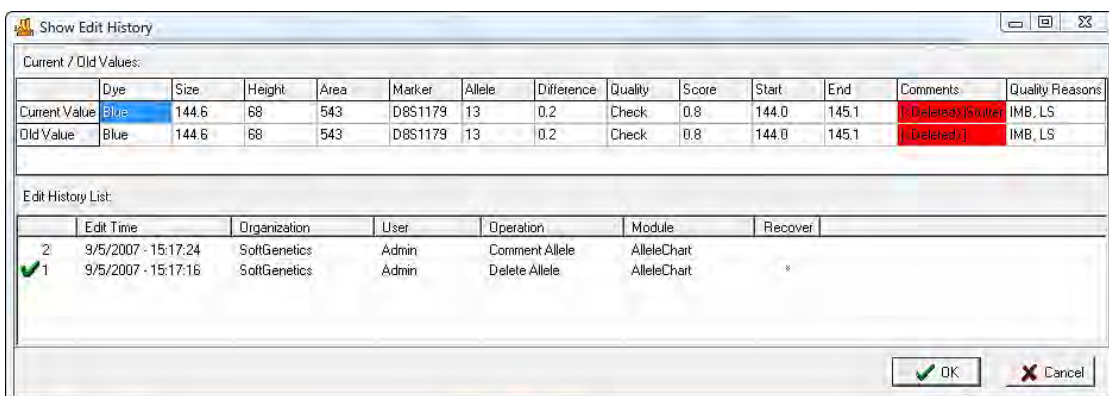 Show Edit History
Current / Old Values:
Dye Size Height Area Marker Allele Difference Quality Score Start End Comments Quality Reasons
Current Value Blue 144.6 68 543 D8S1179 13 0.2 Check 0.8 144.0 145.1 [<Deleted>]Stutter IMB, LS
Old Value Blue 144.6 68 543 D8S1179 13 0.2 Check 0.8 144.0 145.1 [<Deleted>] IMB, LS
Edit History List:
Edit Time Organization User Operation Module Recover
2 9/5/2007 - 15:17:24 SoftGenetics Admin Comment Allele AlleleChart
1 9/5/2007 - 15:17:16 SoftGenetics Admin Delete Allele AlleleChart *
OK Cancel